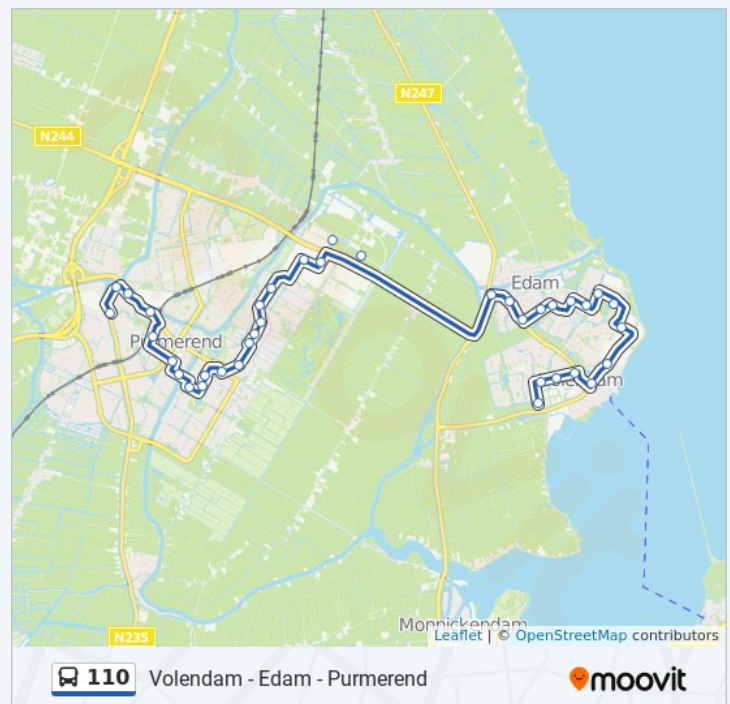 N247
N244
Edam
Purmerend
Volendam
Monnickendam
N235
Leaflet | © OpenStreetMap contributors
110 Volendam - Edam - Purmerend
moovit